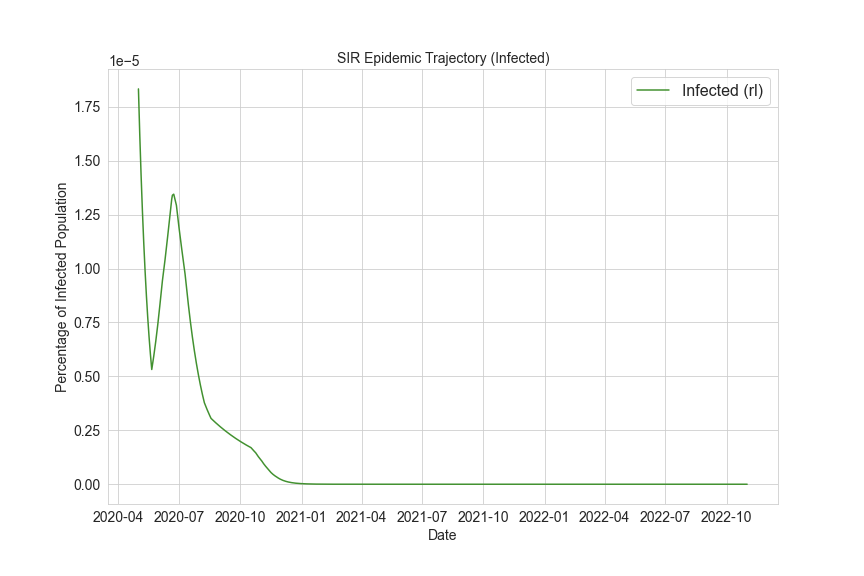 SIR Epidemic Trajectory (Infected)
1e−5
Infected (rI)
1.75
1.50
1.25
1.00
0.75
0.50
0.25
0.00
Percentage of Infected Population
2020-04 2020-07 2020-10 2021-01 2021-04 2021-07 2021-10 2022-01 2022-04 2022-07 2022-10
Date